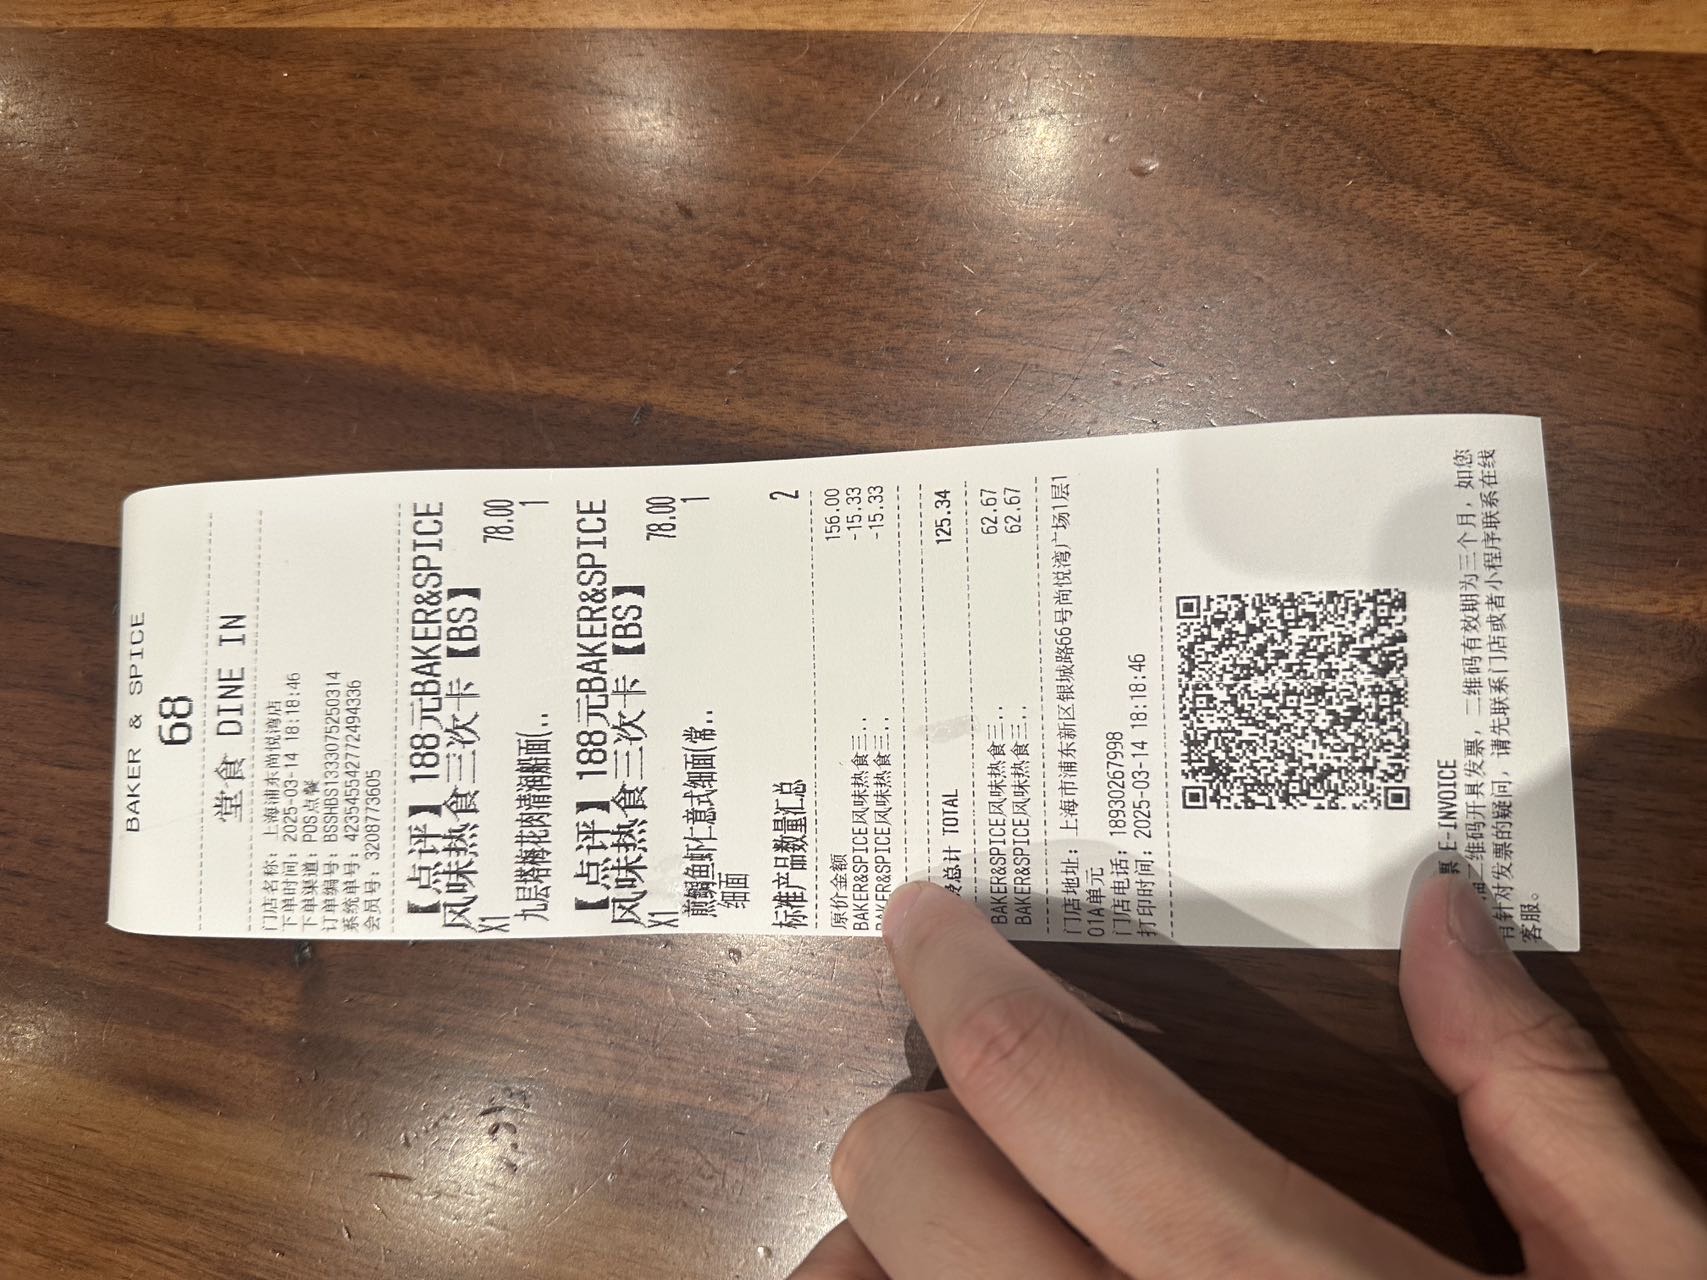 BAKER & SPICE
68
堂食 DINE IN
门店名称: 上海浦东尚悦湾店
下单时间: 2025-03-14 18:18:46
下单渠道: POS点餐
订单编号: BSSHBS13330752503​14
系统单号: 4235455427724943​36
会员号: 3208773605
【点评】188元BAKER&SPICE
风味热食三次卡【BS】 78.00
X1
九层塔梅花肉清润船面(.. 1
【点评】188元BAKER&SPICE
风味热食三次卡【BS】 78.00
X1
煎鲷鱼虾仁意式细面(常.. 1
细面
标准产品数量汇总 2
原价金额 156.00
BAKER&SPICE风味热食三.. -15.33
BAKER&SPICE风味热食三.. -15.33
总计 TOTAL 125.34
BAKER&SPICE风味热食三.. 62.67
BAKER&SPICE风味热食三.. 62.67
门店地址: 上海市浦东新区银城路66号尚悦湾广场1层1
01A单元
门店电话: 18930267998
打印时间: 2025-03-14 18:18:46
票 E-INVOICE
二维码开具发票, 二维码有效期为三个月, 如您
有针对发票的疑问, 请先联系门店或者小程序联系在线
客服。